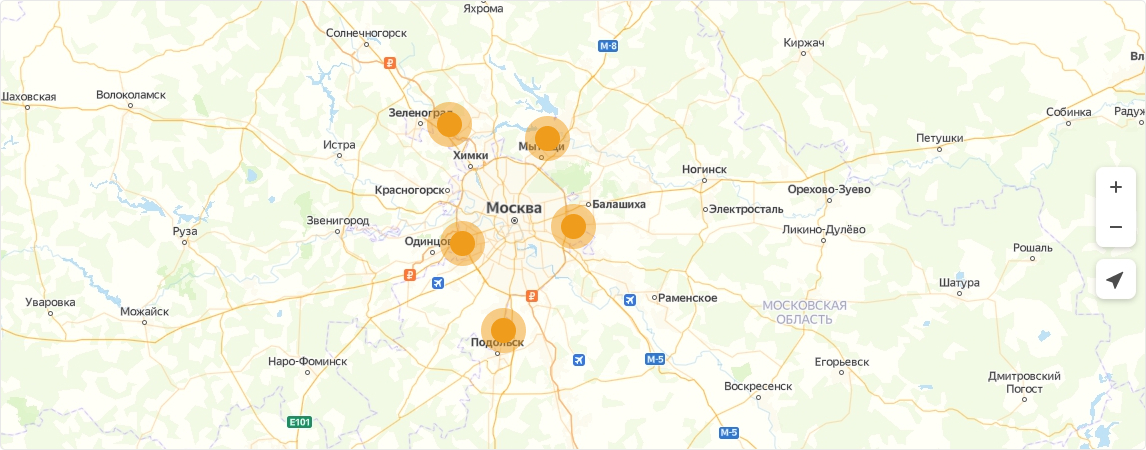 Яхрома
Солнечногорск
М-8
Киржач
Вл
Шаховская
Волоколамск
Зеленоград
Собинка
Радуж
Истра
Химки
Мытищи
Петушки
Красногорск
Ногинск
Орехово-Зуево
Москва
Балашиха
Электросталь
Звенигород
Руза
Одинцов
Ликино-Дулёво
Рошаль
Шатура
Уваровка
Можайск
Раменское
МОСКОВСКАЯ
ОБЛАСТЬ
Подольск
М-5
Наро-Фоминск
Егорьевск
Воскресенск
Дмитровский
Погост
E101
М-5